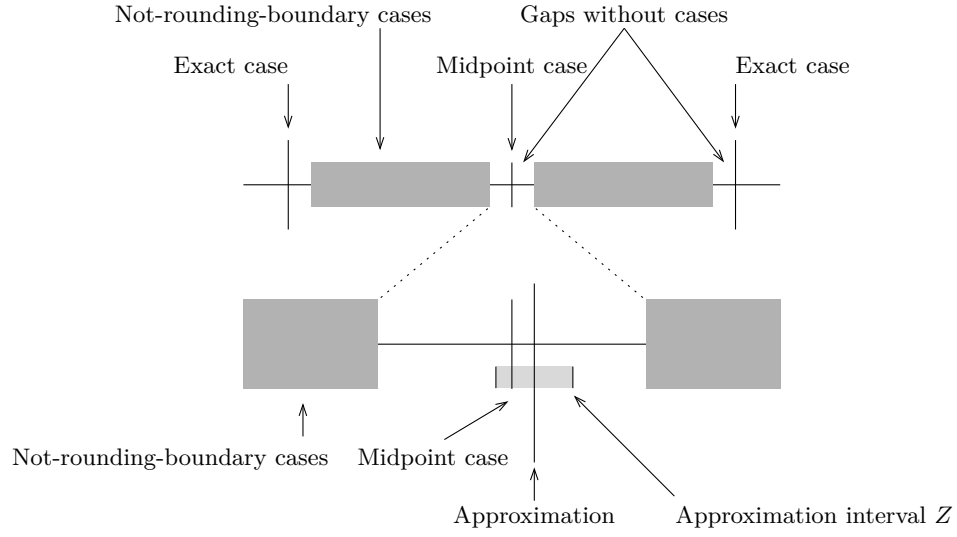 Not-rounding-boundary cases
Gaps without cases
Exact case
Midpoint case
Exact case
Not-rounding-boundary cases
Midpoint case
Approximation
Approximation interval Z